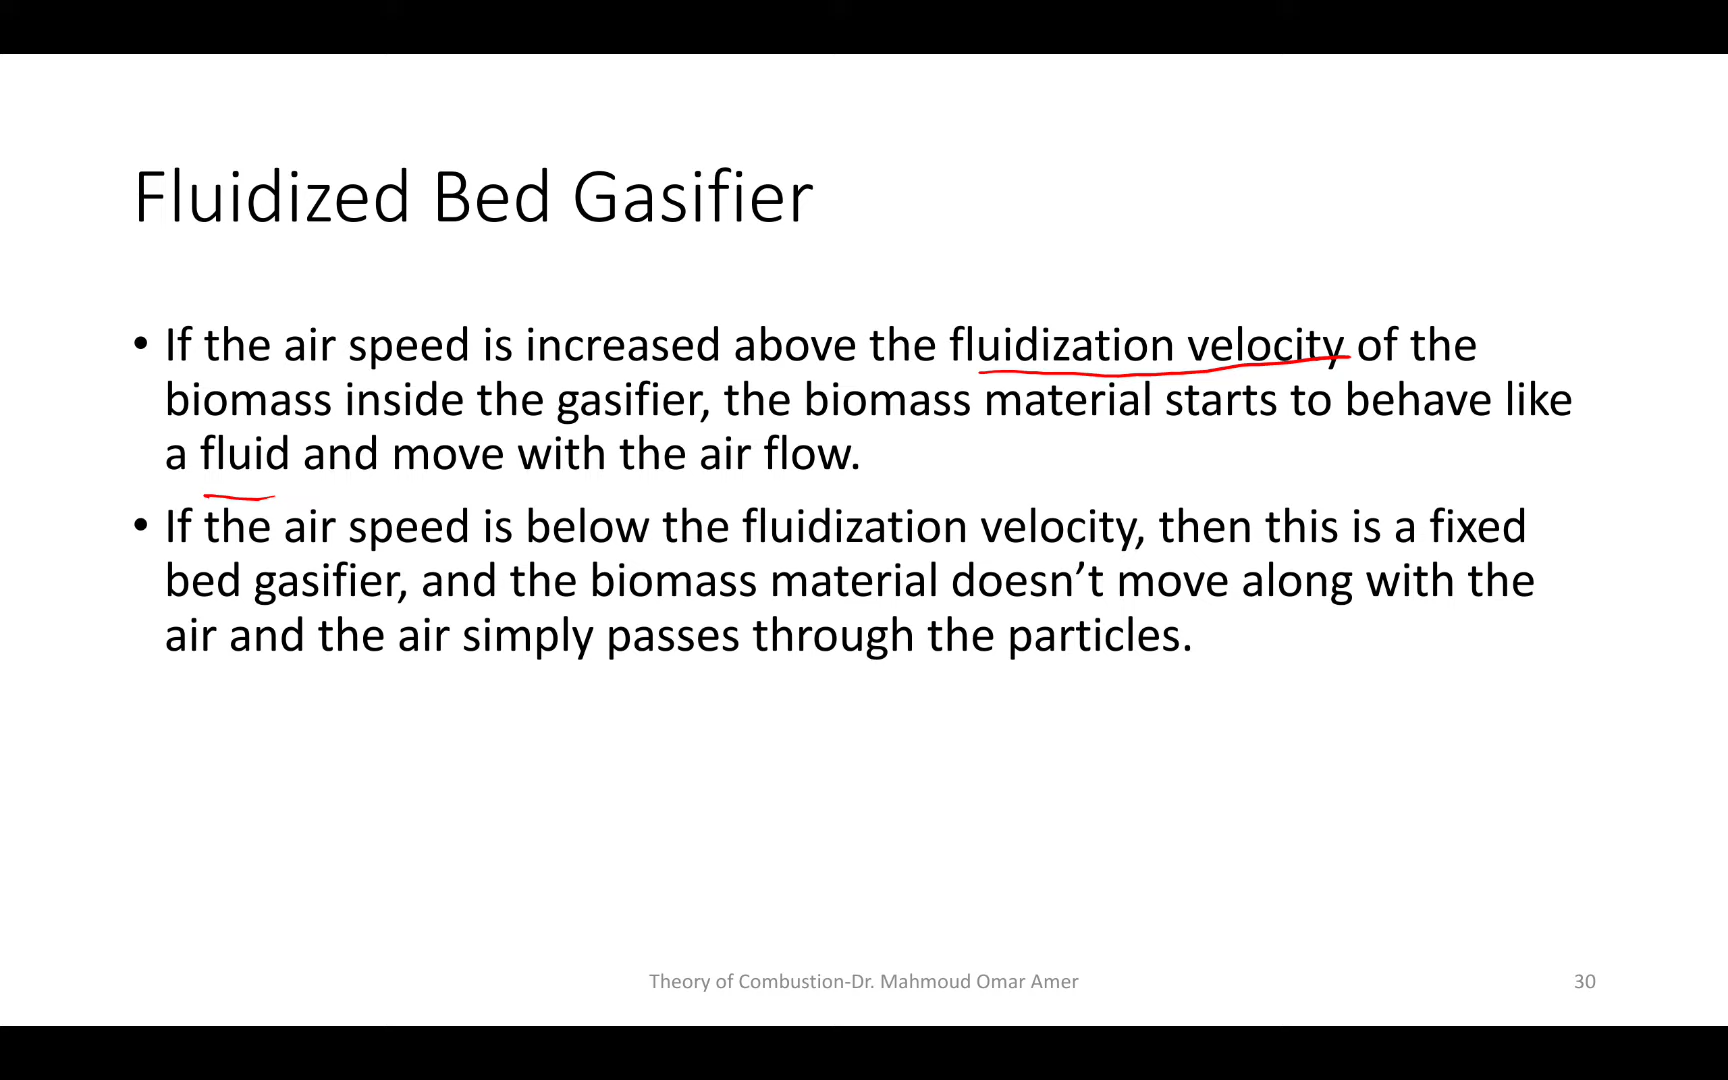 Fluidized Bed Gasifier
• If the air speed is increased above the fluidization velocity of the
biomass inside the gasifier, the biomass material starts to behave like
a fluid and move with the air flow.
• If the air speed is below the fluidization velocity, then this is a fixed
bed gasifier, and the biomass material doesn’t move along with the
air and the air simply passes through the particles.
Theory of Combustion-Dr. Mahmoud Omar Amer
30